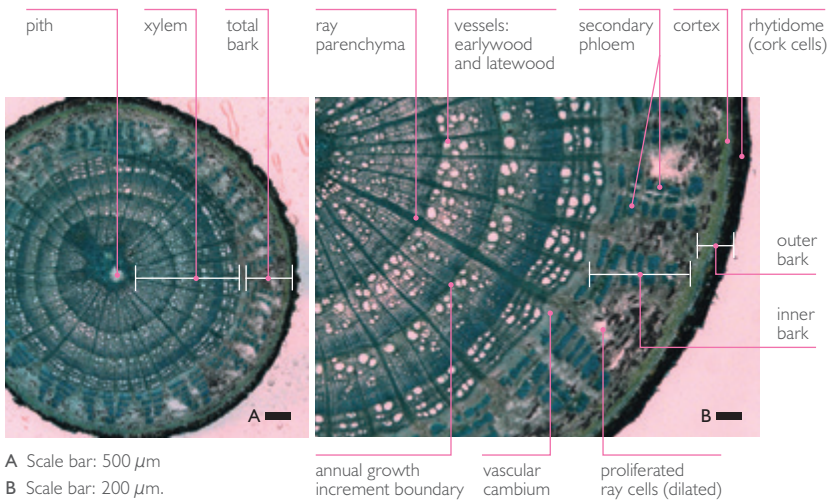 pith
xylem
total
bark
ray
parenchyma
vessels:
earlywood
and latewood
secondary
phloem
cortex
rhytidome
(cork cells)
outer
bark
inner
bark
A
B
A Scale bar: 500 μm
B Scale bar: 200 μm.
annual growth
increment boundary
vascular
cambium
proliferated
ray cells (dilated)